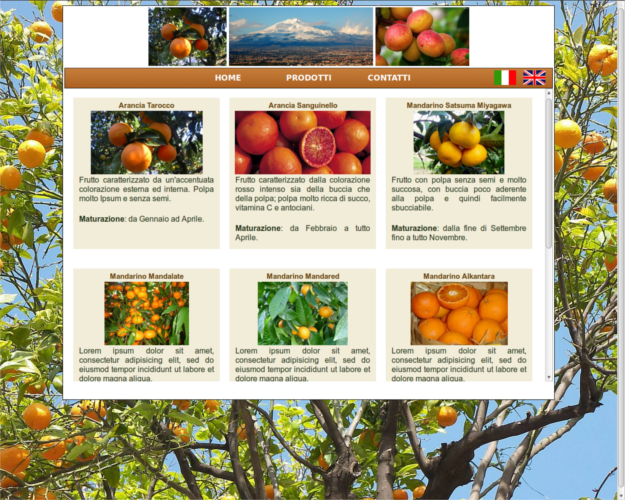 HOME PRODOTTI CONTATTI
Arancia Tarocco
Frutto caratterizzato da un'accentuata
colorazione esterna ed interna. Polpa
molto Ipsum e senza semi.
Maturazione: da Gennaio ad Aprile.
Arancia Sanguinello
Frutto caratterizzato dalla colorazione
rosso intenso sia della buccia che
della polpa; polpa molto ricca di succo,
vitamina C e antociani.
Maturazione: da Febbraio a tutto
Aprile.
Mandarino Satsuma Miyagawa
Frutto con polpa senza semi e molto
succosa, con buccia poco aderente
alla polpa e quindi facilmente
sbucciabile.
Maturazione: dalla fine di Settembre
fino a tutto Novembre.
Mandarino Mandalate
Lorem ipsum dolor sit amet,
consectetur adipisicing elit, sed do
eiusmod tempor incididunt ut labore et
dolore magna aliqua.
Mandarino Mandared
Lorem ipsum dolor sit amet,
consectetur adipisicing elit, sed do
eiusmod tempor incididunt ut labore et
dolore magna aliqua.
Mandarino Alkantara
Lorem ipsum dolor sit amet,
consectetur adipisicing elit, sed do
eiusmod tempor incididunt ut labore et
dolore magna aliqua.